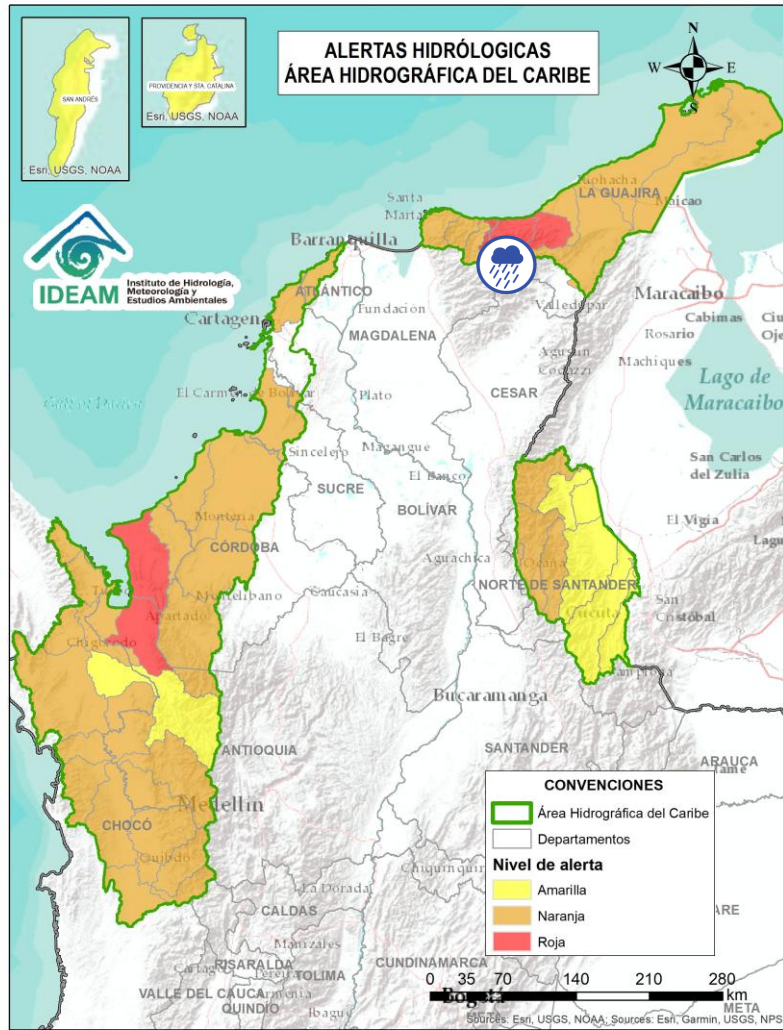 ALERTAS HIDRÓLOGICAS
ÁREA HIDROGRÁFICA DEL CARIBE
N
W
E
S
SAN ANDRÉS
Esri, USGS, NOAA
PROVIDENCIA Y STA. CATALINA
Esri, USGS, NOAA
IDEAM
Instituto de Hidrología,
Meteorología y
Estudios Ambientales
LA GUAJIRA
Maicao
Santa
Marta
Barranquilla
ATLÁNTICO
Cartagen
Fundación
MAGDALENA
Valledupar
Maracaibo
Cabimas
Rosario
Machiques
Agustín
Codazzi
CESAR
Lago de
Maracaibo
El Carmen de Bolívar
Plato
Sincelejo
Magangue
El Banco
SUCRE
BOLÍVAR
San Carlos
del Zulia
El Vigía
Montería
CÓRDOBA
Aguachica
Ocaña
NORTE DE SANTANDER
Cúcuta
San
Cristóbal
Montelíbano
Caucasia
Apartado
Chigorodo
El Bagre
Bucaramanga
ANTIOQUIA
SANTANDER
ARAUCA
Medellín
CHOCÓ
Quibdó
La Dorada
CALDAS
Manizales
RISARALDA
TOLIMA
CUNDINAMARCA
VALLE DEL CAUCA
QUINDÍO
Ibague
Bogotá
META
META
CONVENCIONES
Área Hidrográfica del Caribe
Departamentos
Nivel de alerta
Amarilla
Naranja
Roja
0 35 70 140 210 280
km
Sources: Esri, USGS, NOAA; Sources: Esri, Garmin, USGS, NPS